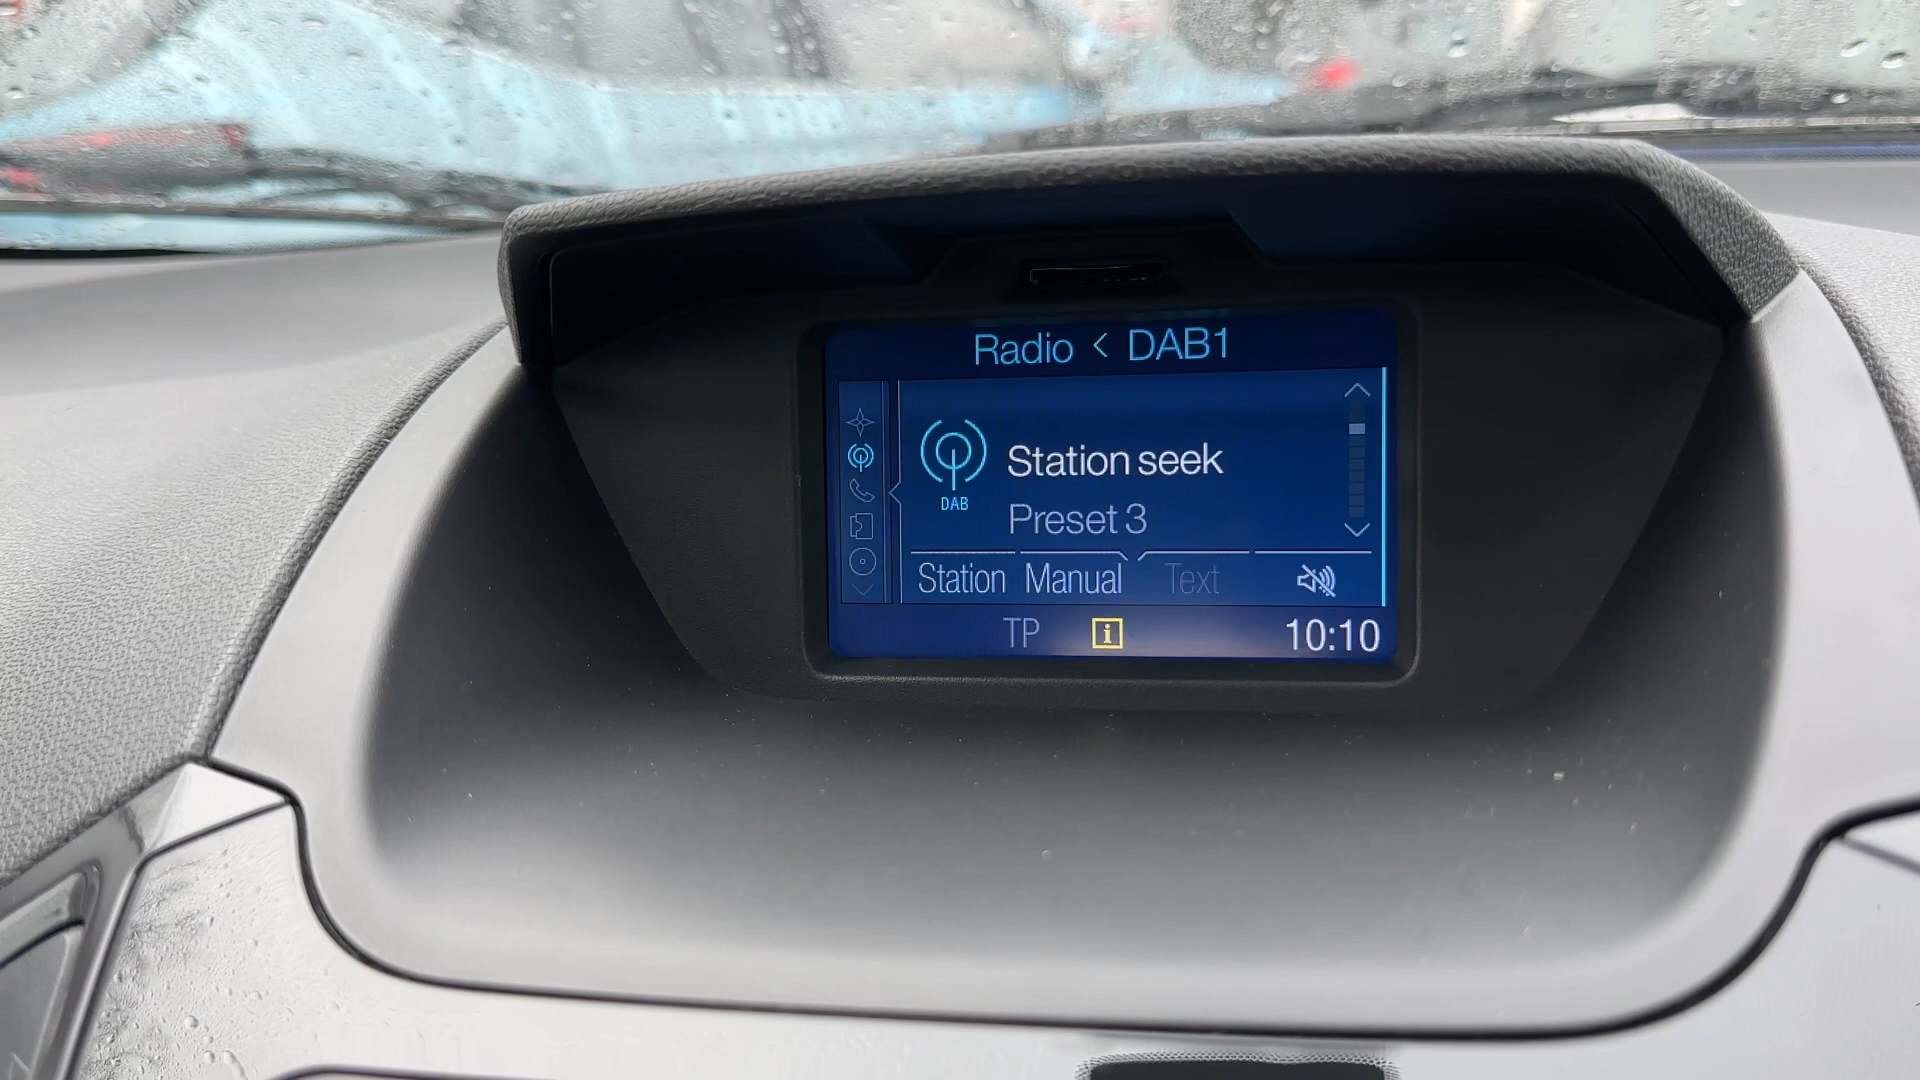 Radio < DAB1
Station seek
DAB
Preset 3
Station Manual Text
TP i 10:10